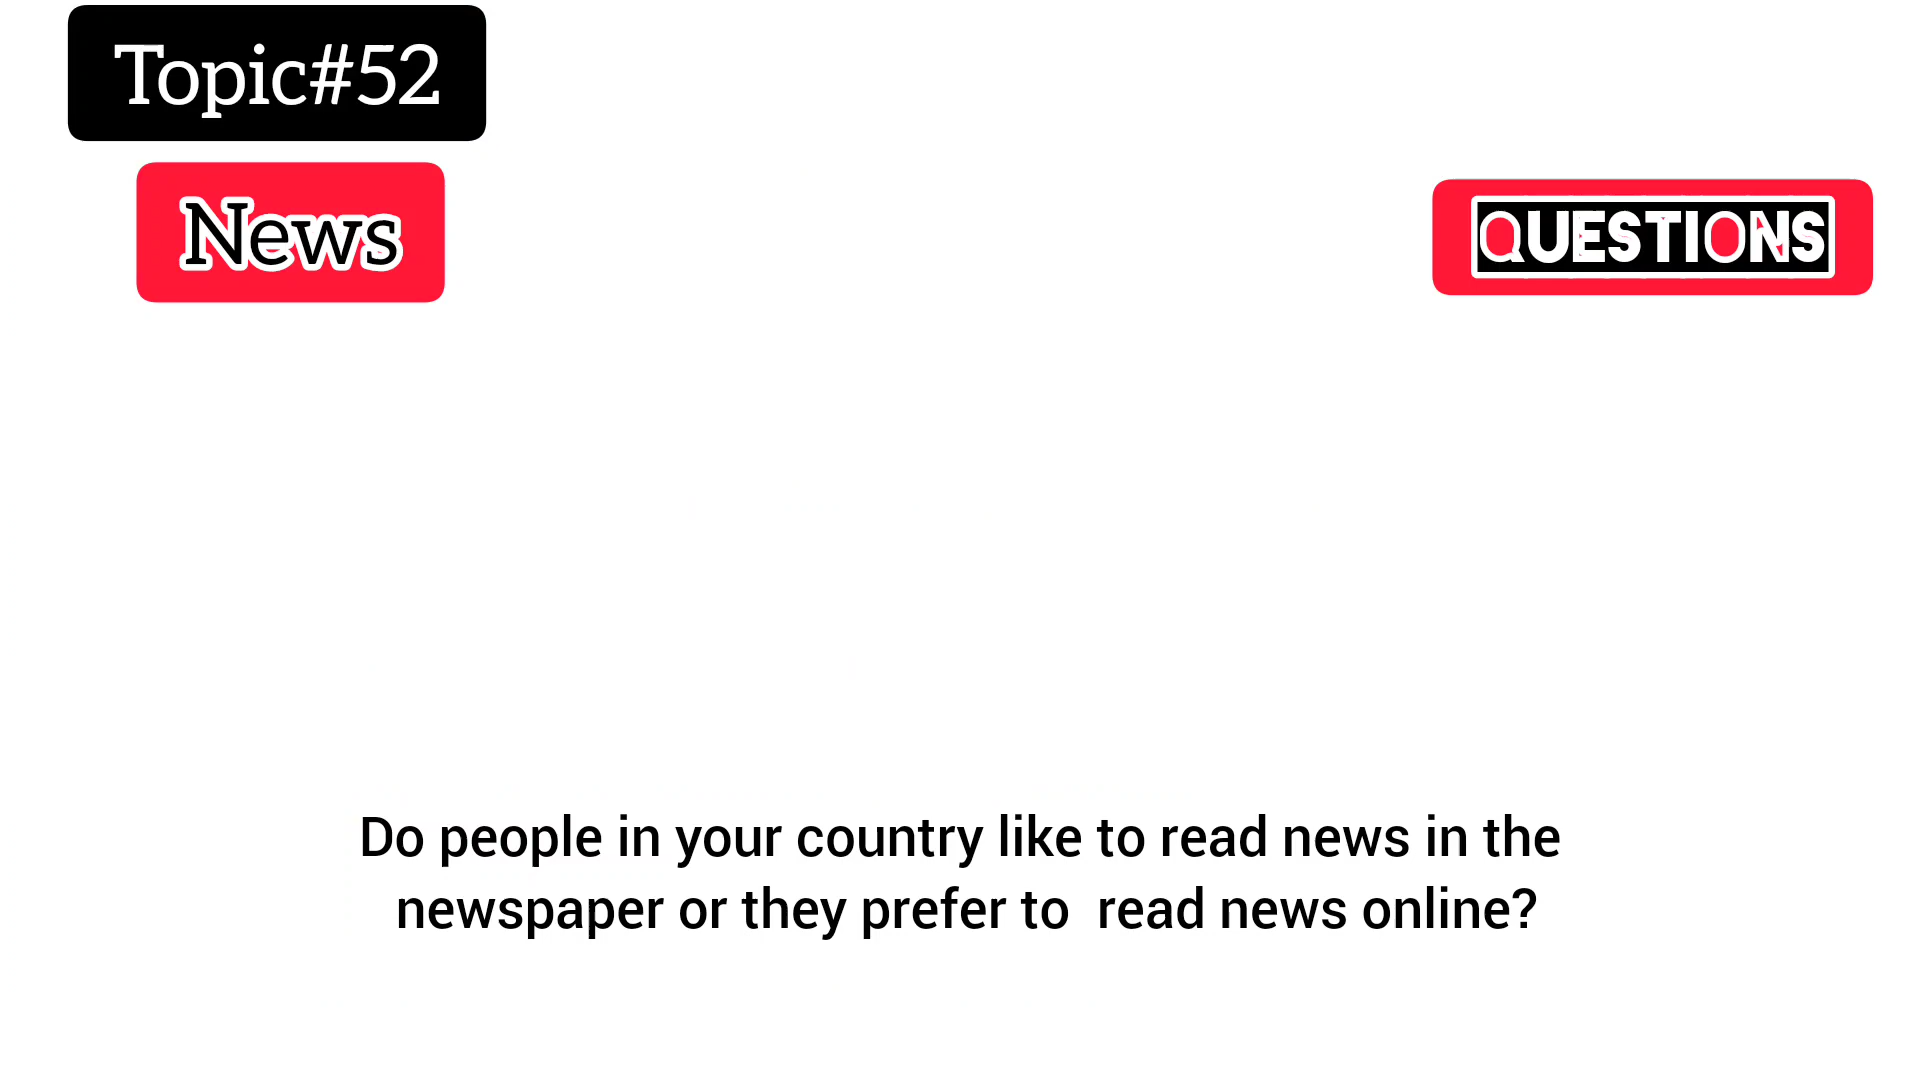 Topic#52
News
QUESTIONS
Do people in your country like to read news in the
newspaper or they prefer to  read news online?